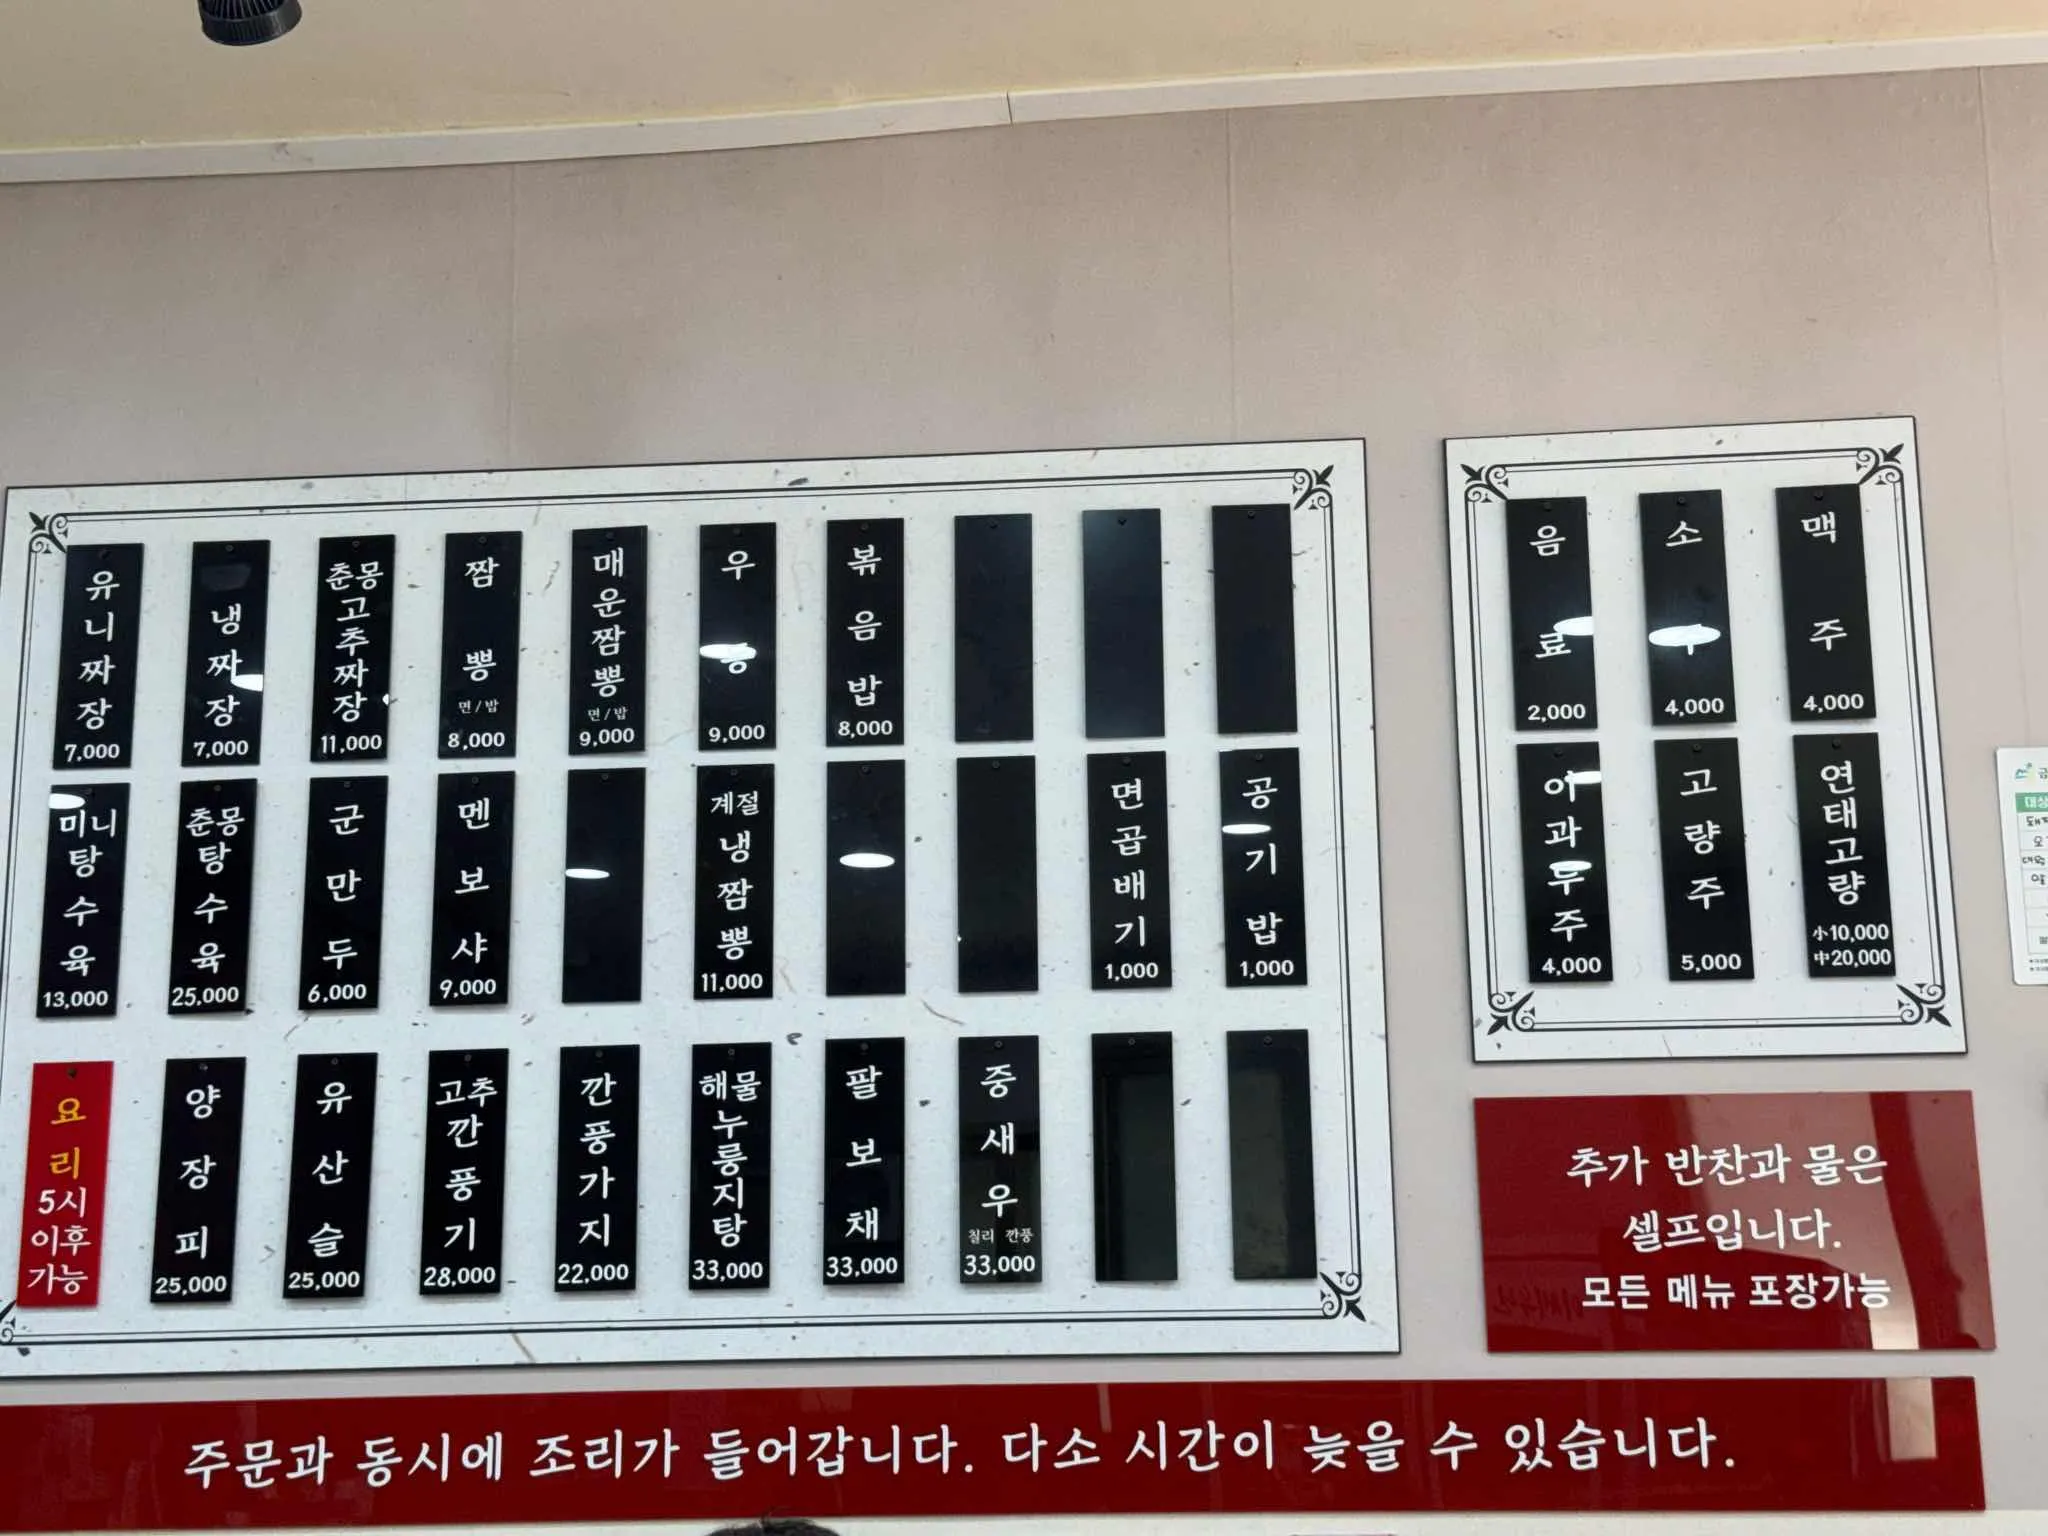 유니짜장
7,000
냉짜장
7,000
춘몽
고추짜장
11,000
짬뽕
면/밥
8,000
매운짬뽕
면/밥
9,000
우동
9,000
볶음밥
8,000
미니
탕수육
13,000
춘몽
탕수육
25,000
군만두
6,000
멘보샤
9,000
계절
냉짬뽕
11,000
면곱배기
1,000
공기밥
1,000
요리
5시
이후
가능
양장피
25,000
유산슬
25,000
고추
깐풍기
28,000
깐풍가지
22,000
해물
누룽지탕
33,000
팔보채
33,000
중새우
칠리 깐풍
33,000
음료
2,000
소주
4,000
맥주
4,000
이과두주
4,000
고량주
5,000
연태고량
小10,000
中20,000
추가 반찬과 물은
셀프입니다.
모든 메뉴 포장가능
주문과 동시에 조리가 들어갑니다. 다소 시간이 늦을 수 있습니다.